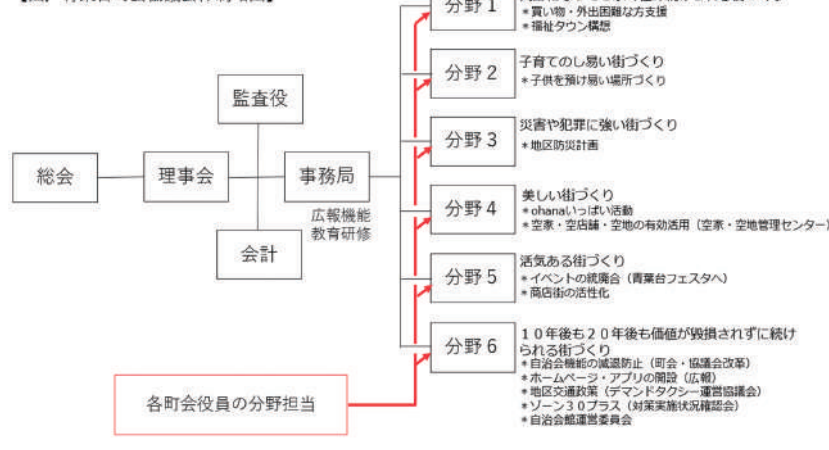 分野１
＊買い物・外出困難な方支援
＊福祉タウン構想
分野２
子育てのし易い街づくり
＊子供を預け易い場所づくり
監査役
分野３
災害や犯罪に強い街づくり
＊地区防災計画
総会
理事会
事務局
広報機能
教育研修
会計
分野４
美しい街づくり
＊ohanaいっぱい活動
＊空家・空店舗・空地の有効活用（空家・空地管理センター）
分野５
活気ある街づくり
＊イベントの統廃合（青葉台フェスタへ）
＊商店街の活性化
分野６
１０年後も２０年後も価値が毀損されずに続け
られる街づくり
＊自治会機能の減退防止（町会・協議会改革）
＊ホームページ・アプリの開設（広報）
＊地区交通政策（デマンドタクシー運営協議会）
＊ゾーン３０プラス（対策実施状況確認会）
＊自治会館運営委員会
各町会役員の分野担当